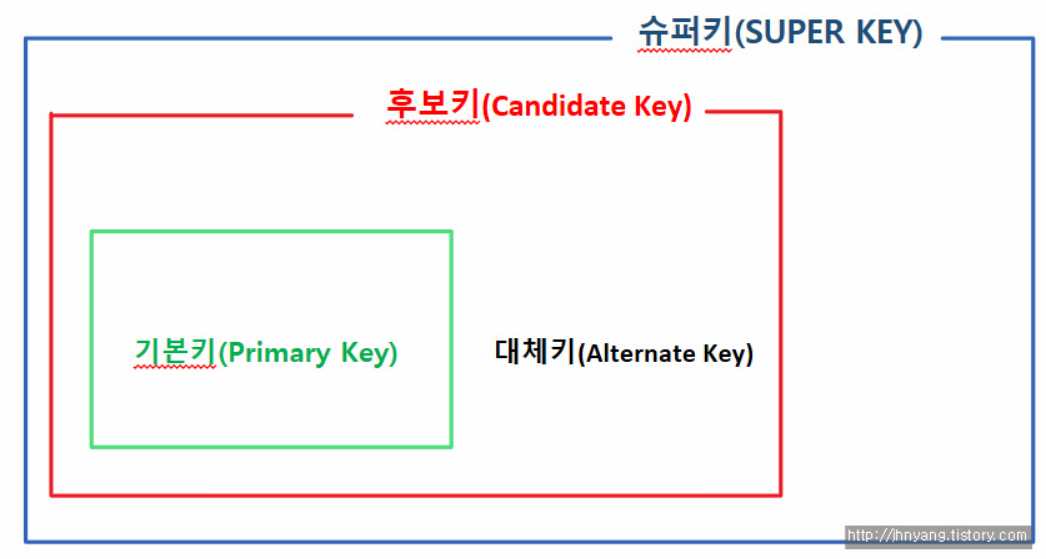 슈퍼키(SUPER KEY)
후보키(Candidate Key)
기본키(Primary Key)
대체키(Alternate Key)
http://jhnyang.tistory.com